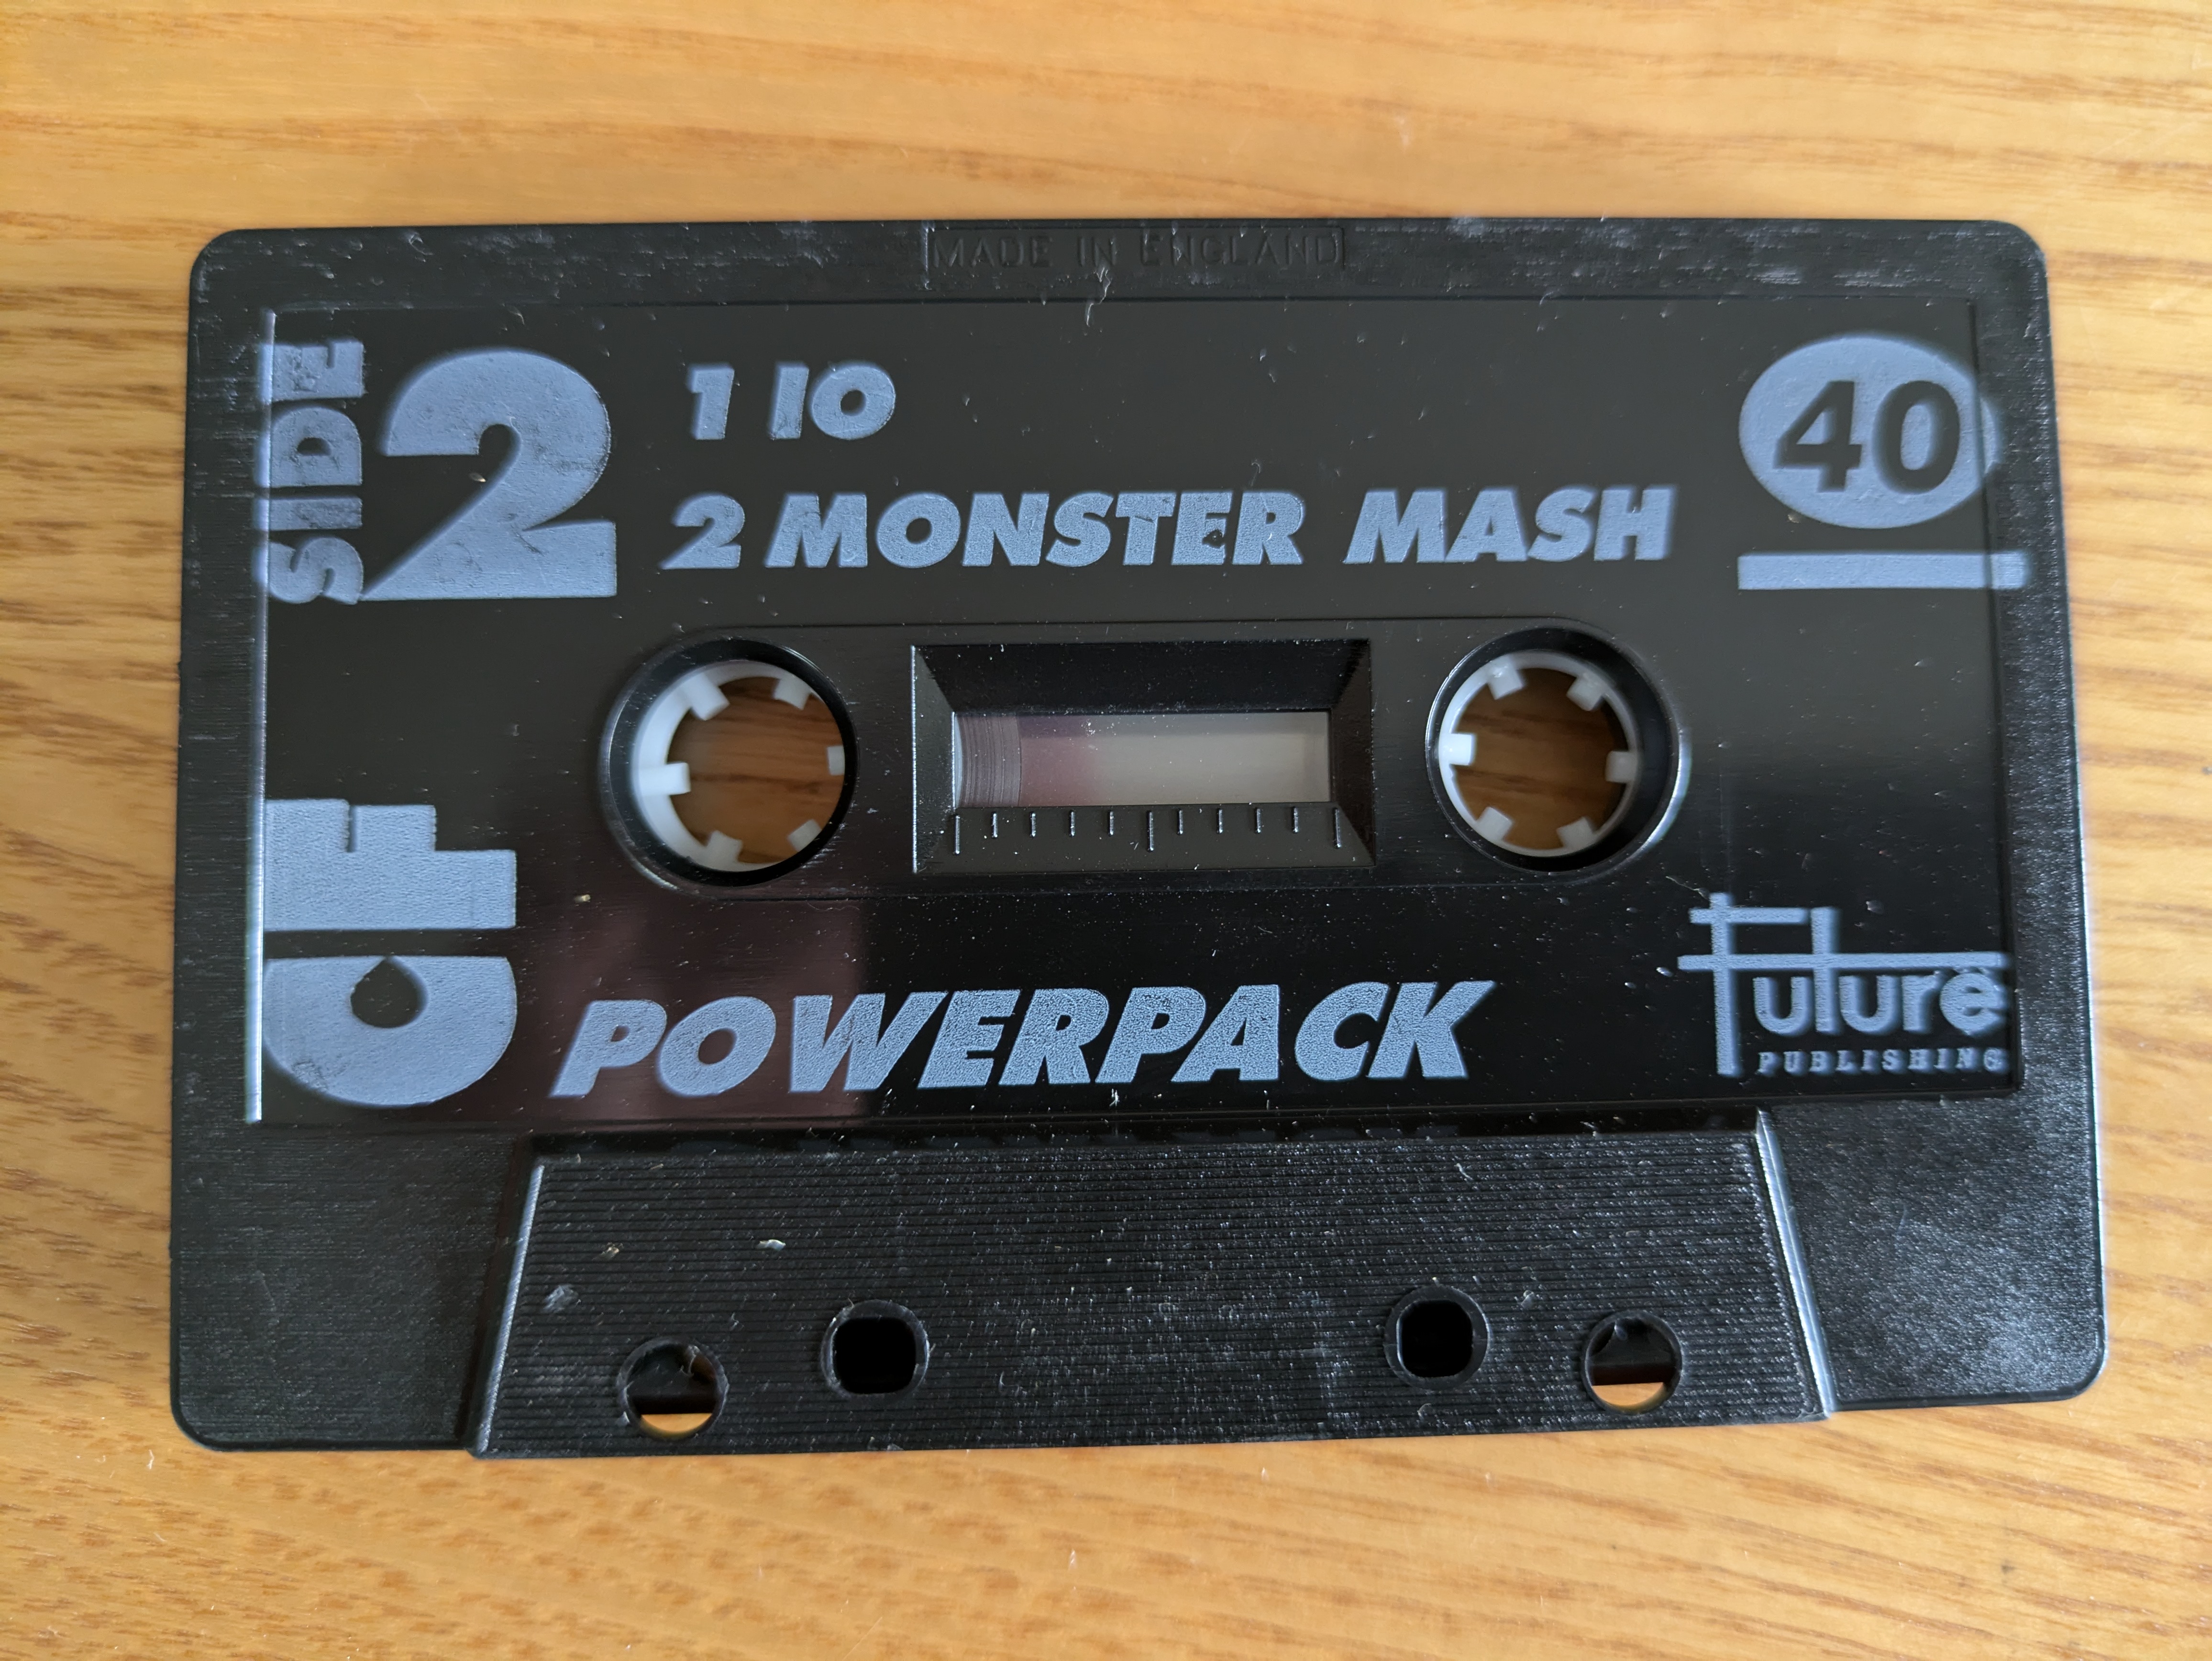 MADE IN ENGLAND
SIDE 2
1 IO
2 MONSTER MASH
40
CF
POWERPACK
Future
PUBLISHING